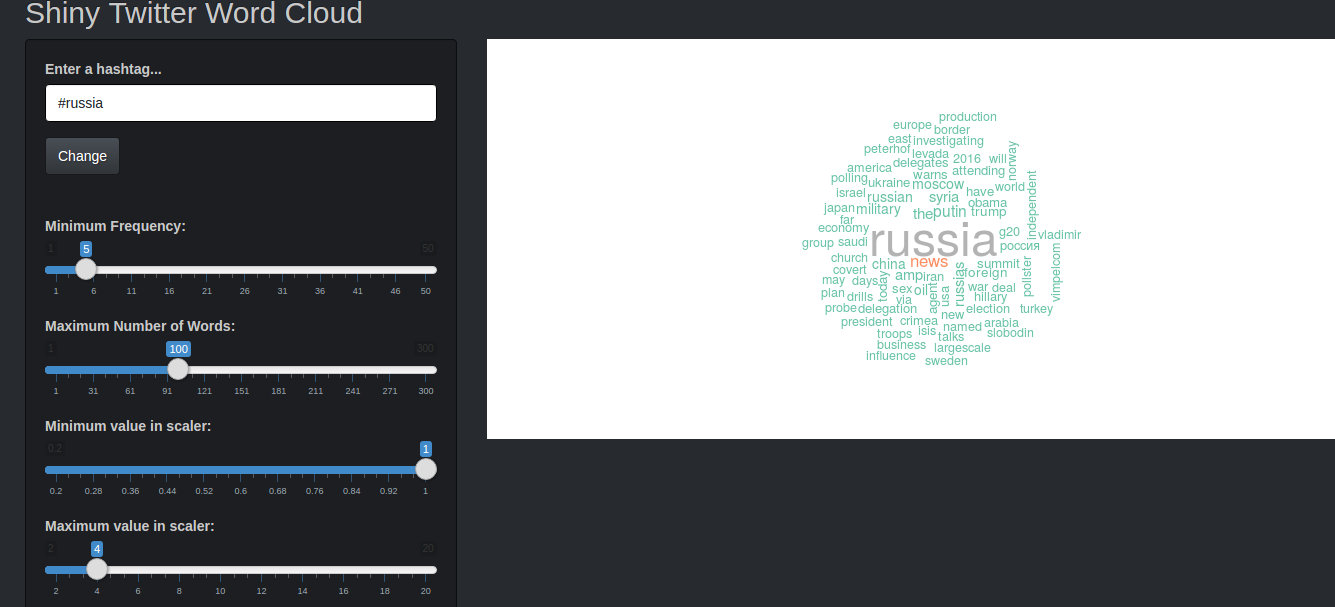 Shiny Twitter Word Cloud
Enter a hashtag...
#russia
Change
Minimum Frequency:
1 5 50
1 6 11 16 21 26 31 36 41 46 50
Maximum Number of Words:
1 100 300
1 31 61 91 121 151 181 211 241 271 300
Minimum value in scaler:
0.2 1
0.2 0.28 0.36 0.44 0.52 0.6 0.68 0.76 0.84 0.92 1
Maximum value in scaler:
2 4 20
2 4 6 8 10 12 14 16 18 20
production
europe border
east investigating
peterhof levada
norway
america delegates 2016 will
polling warns attending
ukraine moscow
israel russian syria have world
independent
japan military obama
far the putin trump
economy
russia
g20 vladimir
group saudi россия
church china news summit
covert amp iran foreign
may days
today
sex oil
agent
usa
russias
war deal
pollster
vimpelcom
plan drills via hillary
probe delegation new election turkey
president crimea named arabia
troops isis talks slobodin
business largescale
influence sweden